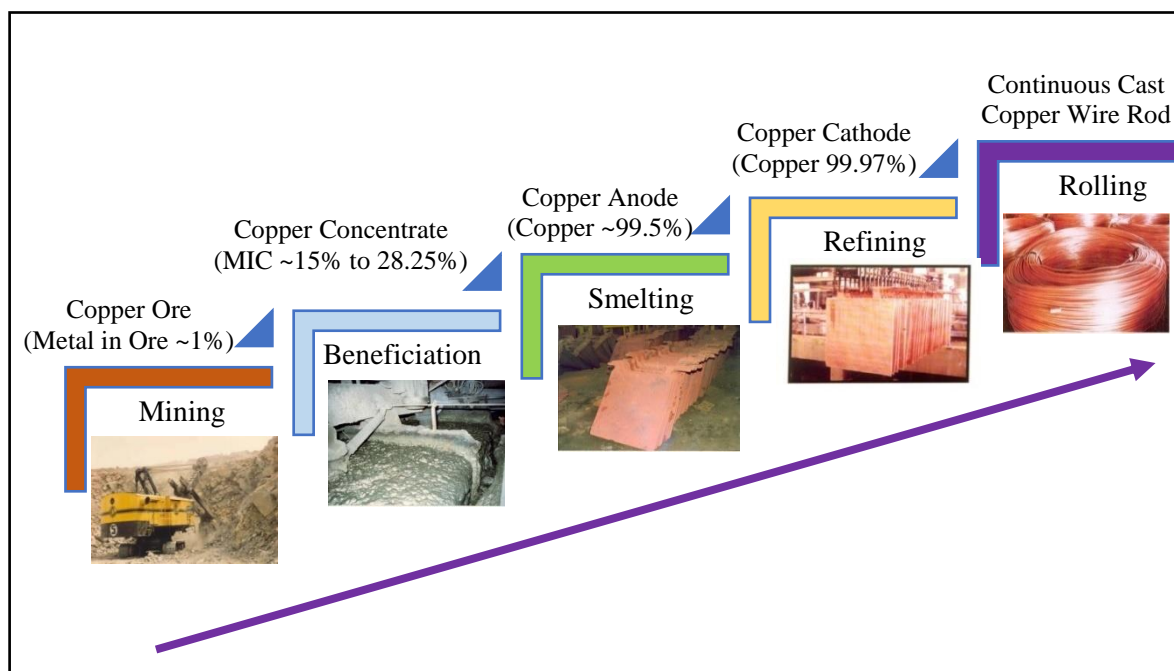 Copper Ore
(Metal in Ore ~1%)
Mining
Copper Concentrate
(MIC ~15% to 28.25%)
Beneficiation
Copper Anode
(Copper ~99.5%)
Smelting
Copper Cathode
(Copper 99.97%)
Refining
Continuous Cast
Copper Wire Rod
Rolling